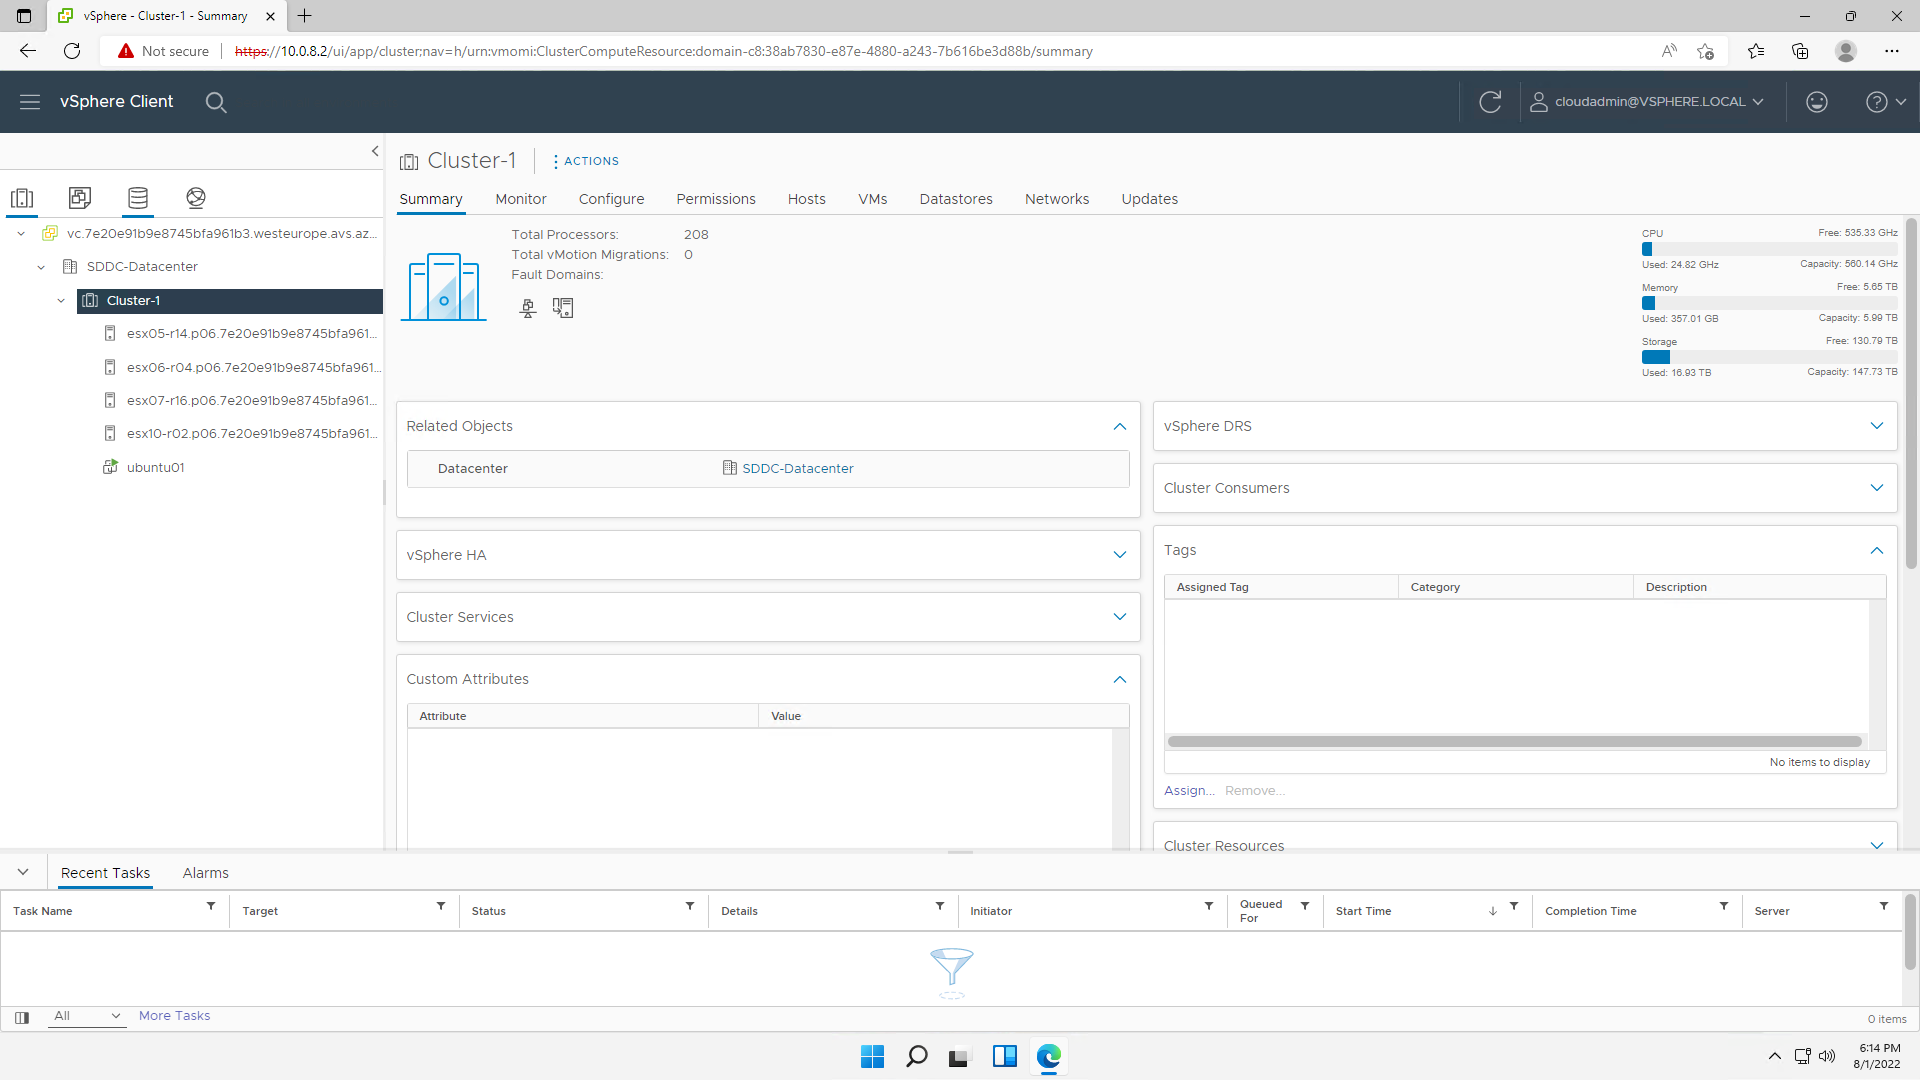 vSphere - Cluster-1 - Summary
Not secure
https://10.0.8.2/ui/app/cluster;nav=h/urn:vmomi:ClusterComputeResource:domain-c8:38ab7830-e87e-4880-a243-7b616be3d88b/summary
vSphere Client
cloudadmin@VSPHERE.LOCAL
Cluster-1
ACTIONS
Summary
Monitor
Configure
Permissions
Hosts
VMs
Datastores
Networks
Updates
vc.7e20e91b9e8745bfa961b3.westeurope.avs.az...
SDDC-Datacenter
Cluster-1
esx05-r14.p06.7e20e91b9e8745bfa961...
esx06-r04.p06.7e20e91b9e8745bfa961...
esx07-r16.p06.7e20e91b9e8745bfa961...
esx10-r02.p06.7e20e91b9e8745bfa961...
ubuntu01
Total Processors: 208
Total vMotion Migrations: 0
Fault Domains:
CPU Free: 535.33 GHz
Used: 24.82 GHz Capacity: 560.14 GHz
Memory Free: 5.65 TB
Used: 357.01 GB Capacity: 5.99 TB
Storage Free: 130.79 TB
Used: 16.93 TB Capacity: 147.73 TB
Related Objects
Datacenter SDDC-Datacenter
vSphere HA
Cluster Services
Custom Attributes
Attribute Value
vSphere DRS
Cluster Consumers
Tags
Assigned Tag Category Description
No items to display
Assign... Remove...
Cluster Resources
Recent Tasks Alarms
Task Name
Target
Status
Details
Initiator
Queued
For
Start Time
Completion Time
Server
All
More Tasks
0 items
6:14 PM
8/1/2022